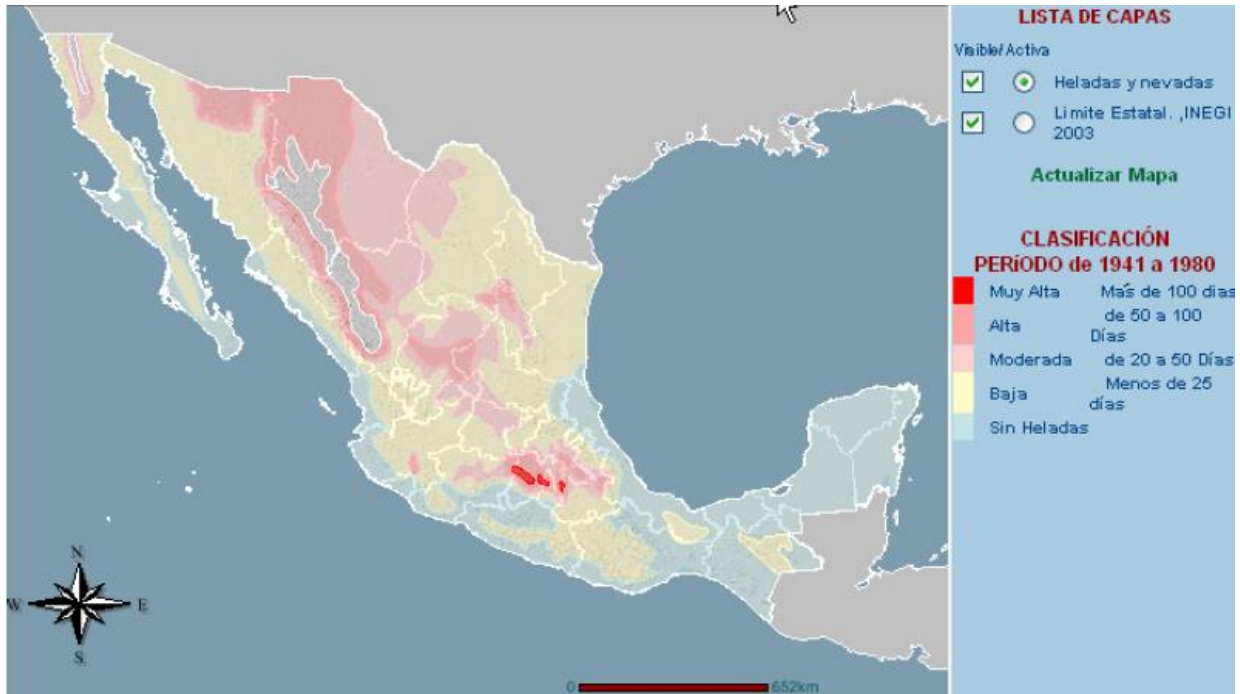 LISTA DE CAPAS
Visible/Activa
Heladas y nevadas
Limite Estatal. ,INEGI
2003
Actualizar Mapa
CLASIFICACIÓN
PERíODO de 1941 a 1980
Muy Alta Más de 100 dias
Alta de 50 a 100
Días
Moderada de 20 a 50 Días
Baja Menos de 25
días
Sin Heladas
N
W E
S
0 652km